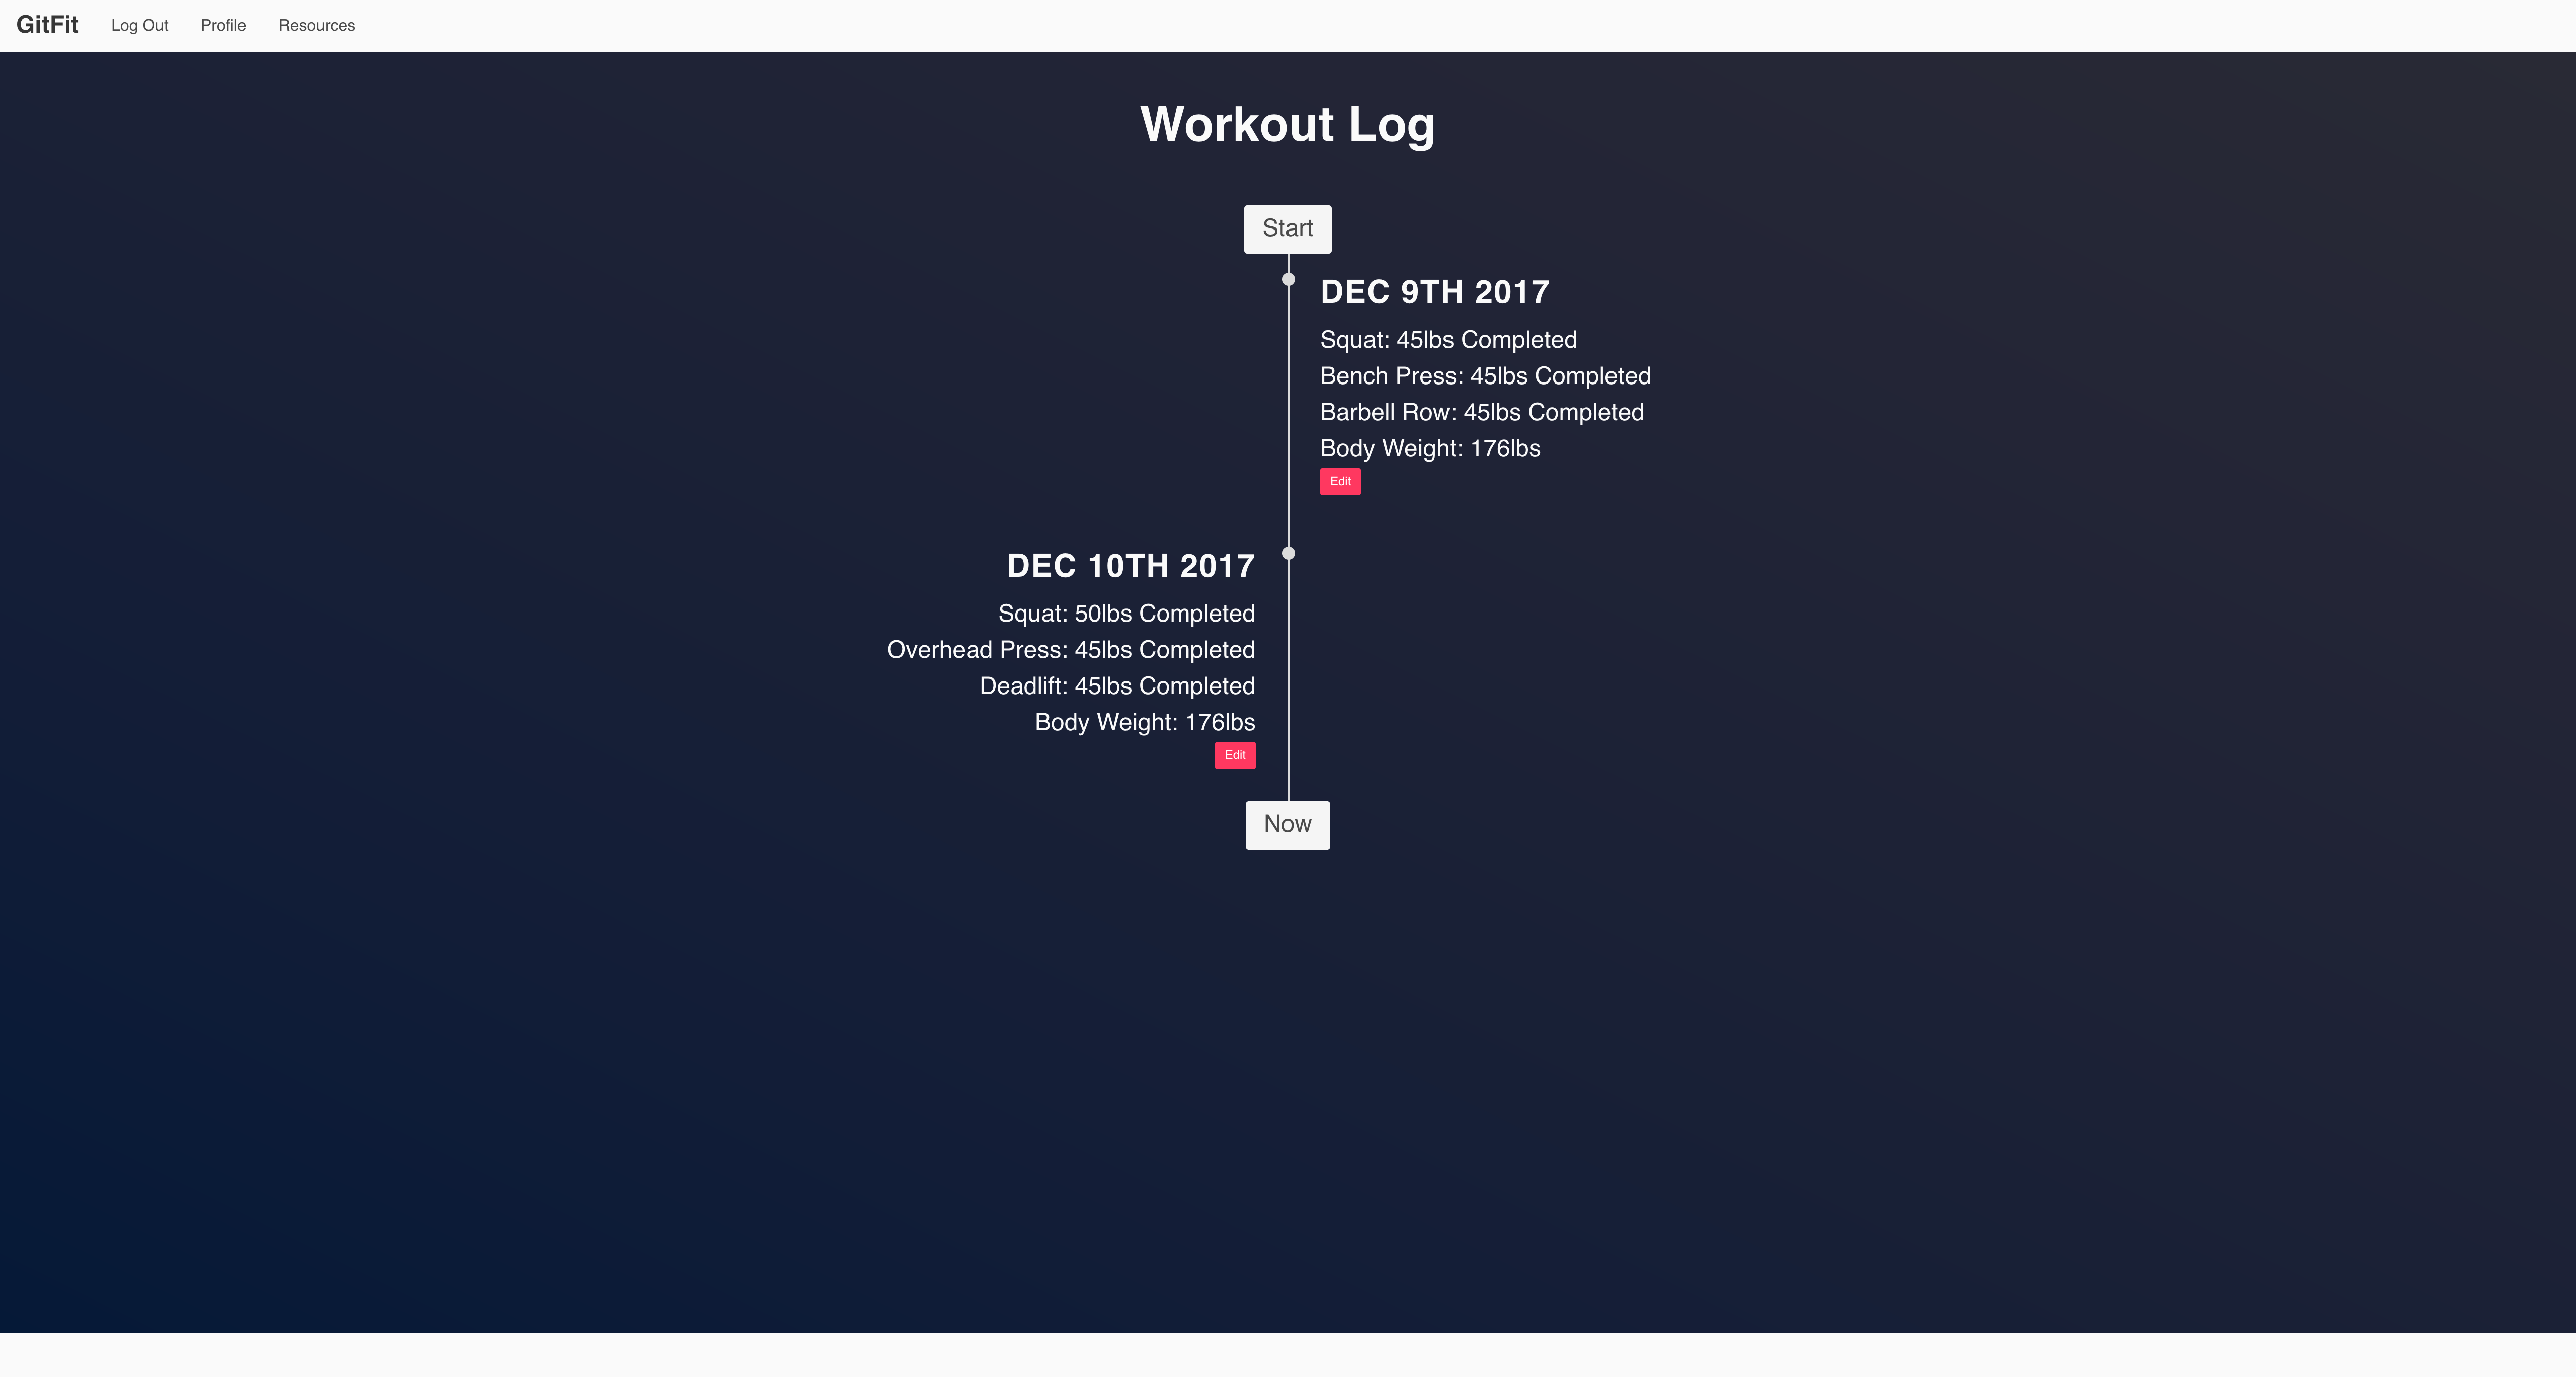 GitFit Log Out Profile Resources
Workout Log
Start
DEC 9TH 2017
Squat: 45lbs Completed
Bench Press: 45lbs Completed
Barbell Row: 45lbs Completed
Body Weight: 176lbs
Edit
DEC 10TH 2017
Squat: 50lbs Completed
Overhead Press: 45lbs Completed
Deadlift: 45lbs Completed
Body Weight: 176lbs
Edit
Now